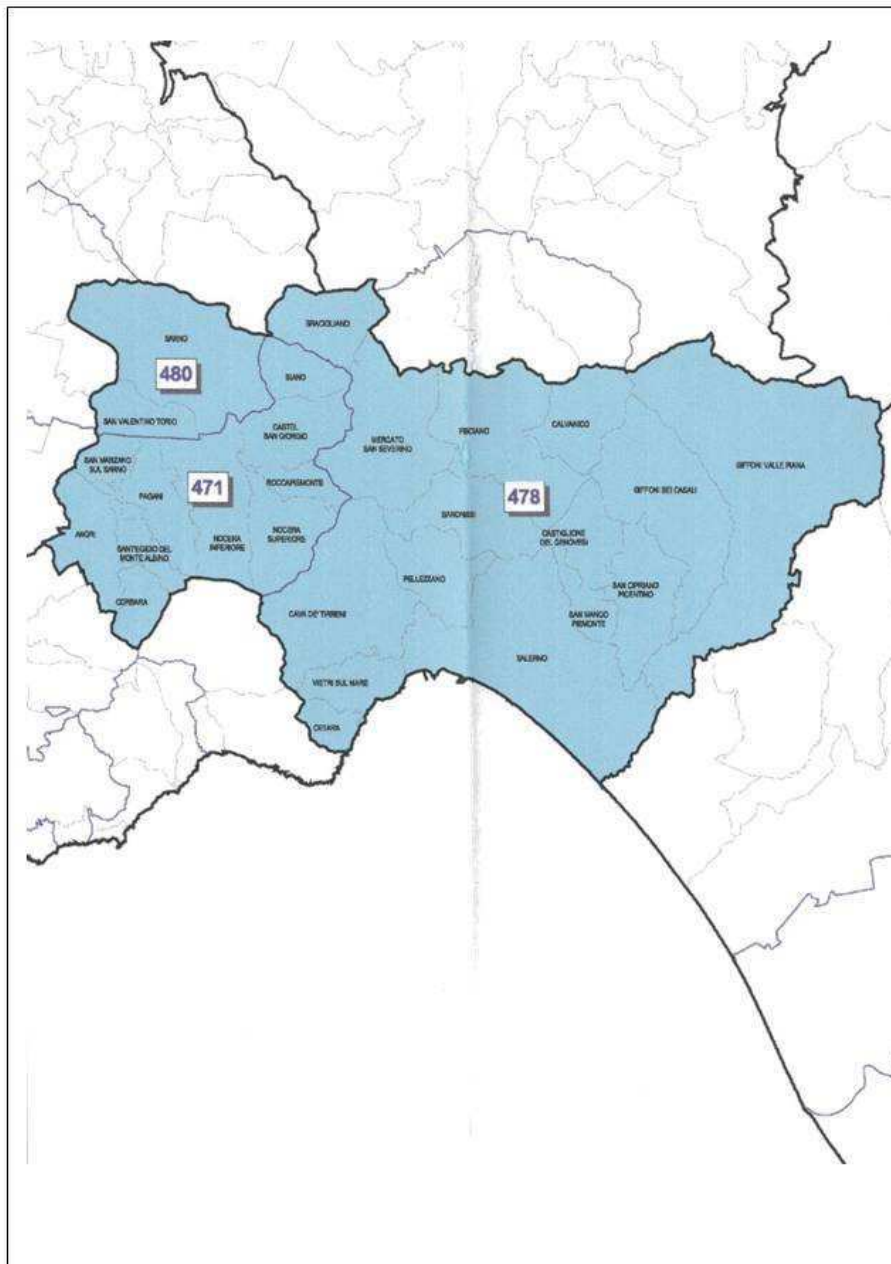 BRACIGLIANO
SARNO
480
SIANO
SAN VALENTINO TORIO
CASTEL
SAN GIORGIO
MERCATO
SAN SEVERINO
FISCIANO
CALVANICO
SAN MARZANO
SUL SARNO
GIFFONI VALLE PIANA
471
ROCCAPIEMONTE
478
GIFFONI SEI CASALI
PAGANI
BARONISSI
ANGRI
NOCERA
INFERIORE
NOCERA
SUPERIORE
CASTIGLIONE
DEL GENOVESI
SANT'EGIDIO DEL
MONTE ALBINO
PELLEZZANO
SAN CIPRIANO
PICENTINO
CORBARA
CAVA DE' TIRRENI
SAN MANGO
PIEMONTE
SALERNO
VIETRI SUL MARE
CETARA